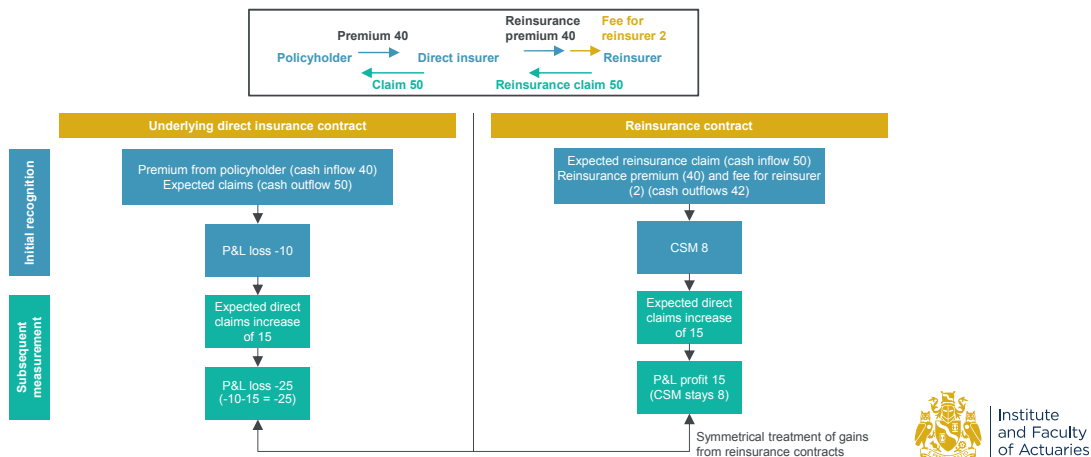 Premium 40
Reinsurance
premium 40
Fee for
reinsurer 2
Policyholder
Direct insurer
Reinsurer
Claim 50
Reinsurance claim 50
Underlying direct insurance contract
Reinsurance contract
Initial recognition
Premium from policyholder (cash inflow 40)
Expected claims (cash outflow 50)
Expected reinsurance claim (cash inflow 50)
Reinsurance premium (40) and fee for reinsurer
(2) (cash outflows 42)
P&L loss -10
CSM 8
Subsequent
measurement
Expected direct
claims increase
of 15
Expected direct
claims increase
of 15
P&L loss -25
(-10-15 = -25)
P&L profit 15
(CSM stays 8)
Symmetrical treatment of gains
from reinsurance contracts
Institute
and Faculty
of Actuaries